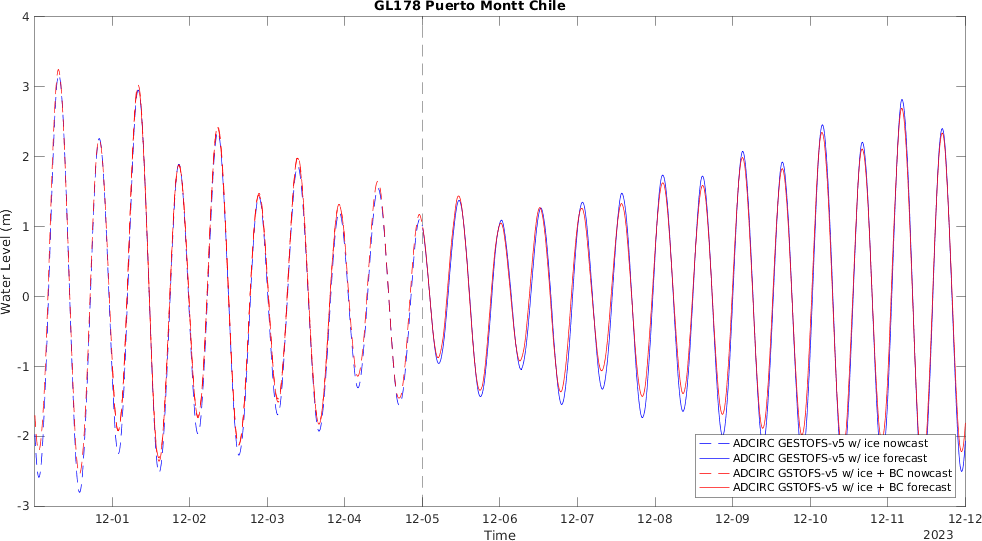 GL178 Puerto Montt Chile
4
3
2
1
0
-1
-2
-3
Water Level (m)
ADCIRC GESTOFS-v5 w/ ice nowcast
ADCIRC GESTOFS-v5 w/ ice forecast
ADCIRC GSTOFS-v5 w/ ice + BC nowcast
ADCIRC GSTOFS-v5 w/ ice + BC forecast
12-01 12-02 12-03 12-04 12-05 12-06 12-07 12-08 12-09 12-10 12-11 12-12
Time
2023